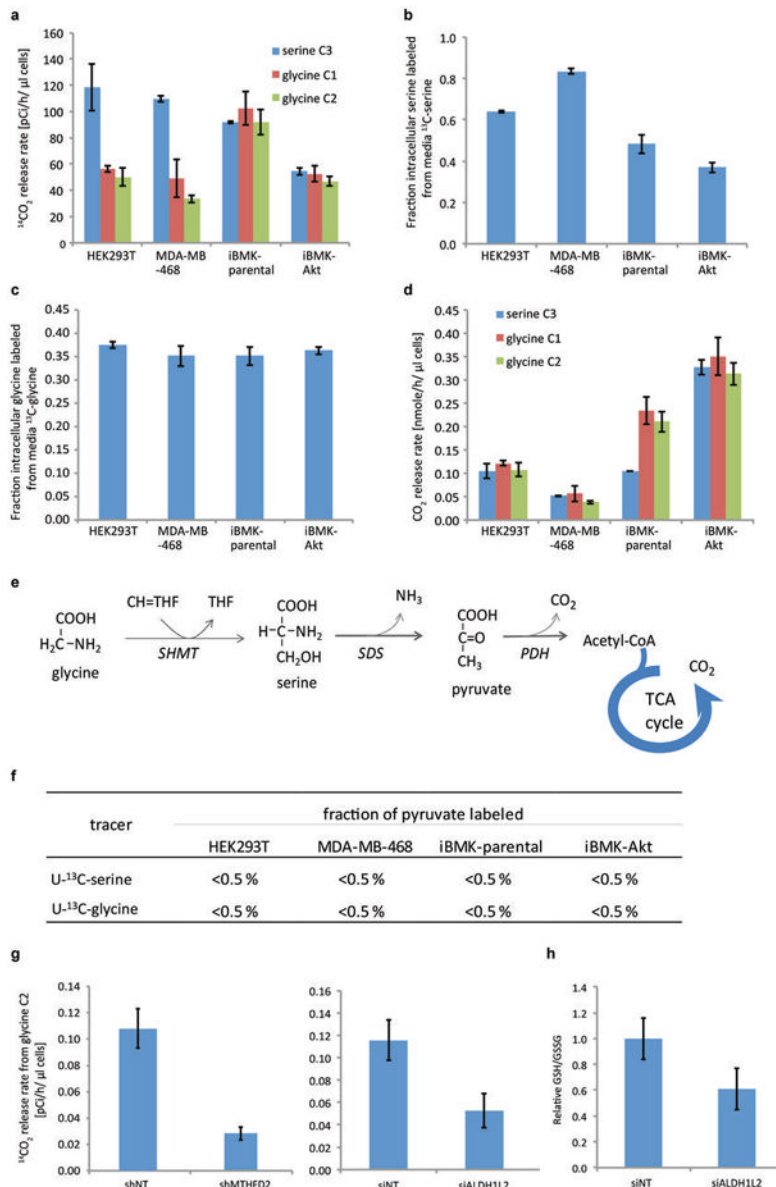 a
¹⁴CO₂ release rate [pCi/h/ µl cells]
160
140
120
100
80
60
40
20
0
serine C3
glycine C1
glycine C2
HEK293T
MDA-MB
-468
iBMK-
parental
iBMK-
Akt
b
Fraction intracellular serine labeled
from media ¹³C-serine
1.0
0.8
0.6
0.4
0.2
0.0
HEK293T
MDA-MB
-468
iBMK-
parental
iBMK-
Akt
c
Fraction intracellular glycine labeled
from media ¹³C-glycine
0.45
0.40
0.35
0.30
0.25
0.20
0.15
0.10
0.05
0.00
HEK293T
MDA-MB
-468
iBMK-
parental
iBMK-
Akt
d
CO₂ release rate [nmole/h/ µl cells]
0.45
0.40
0.35
0.30
0.25
0.20
0.15
0.10
0.05
0.00
serine C3
glycine C1
glycine C2
HEK293T
MDA-MB
-468
iBMK-
parental
iBMK-
Akt
e
COOH
H₂C-NH₂
glycine
CH=THF
THF
SHMT
COOH
H-C-NH₂
CH₂OH
serine
NH₃
SDS
COOH
C=O
CH₃
pyruvate
CO₂
PDH
Acetyl-CoA
CO₂
TCA
cycle
f
tracer
fraction of pyruvate labeled
HEK293T MDA-MB-468 iBMK-parental iBMK-Akt
U-¹³C-serine <0.5 % <0.5 % <0.5 % <0.5 %
U-¹³C-glycine <0.5 % <0.5 % <0.5 % <0.5 %
g
¹⁴CO₂ release rate from glycine C2
[pCi/h/ µl cells]
0.14
0.12
0.10
0.08
0.06
0.04
0.02
0.00
shNT
shMTHFD2
0.16
0.14
0.12
0.10
0.08
0.06
0.04
0.02
0.00
siNT
siALDH1L2
h
Relative GSH/GSSG
1.4
1.2
1.0
0.8
0.6
0.4
0.2
0.0
siNT
siALDH1L2